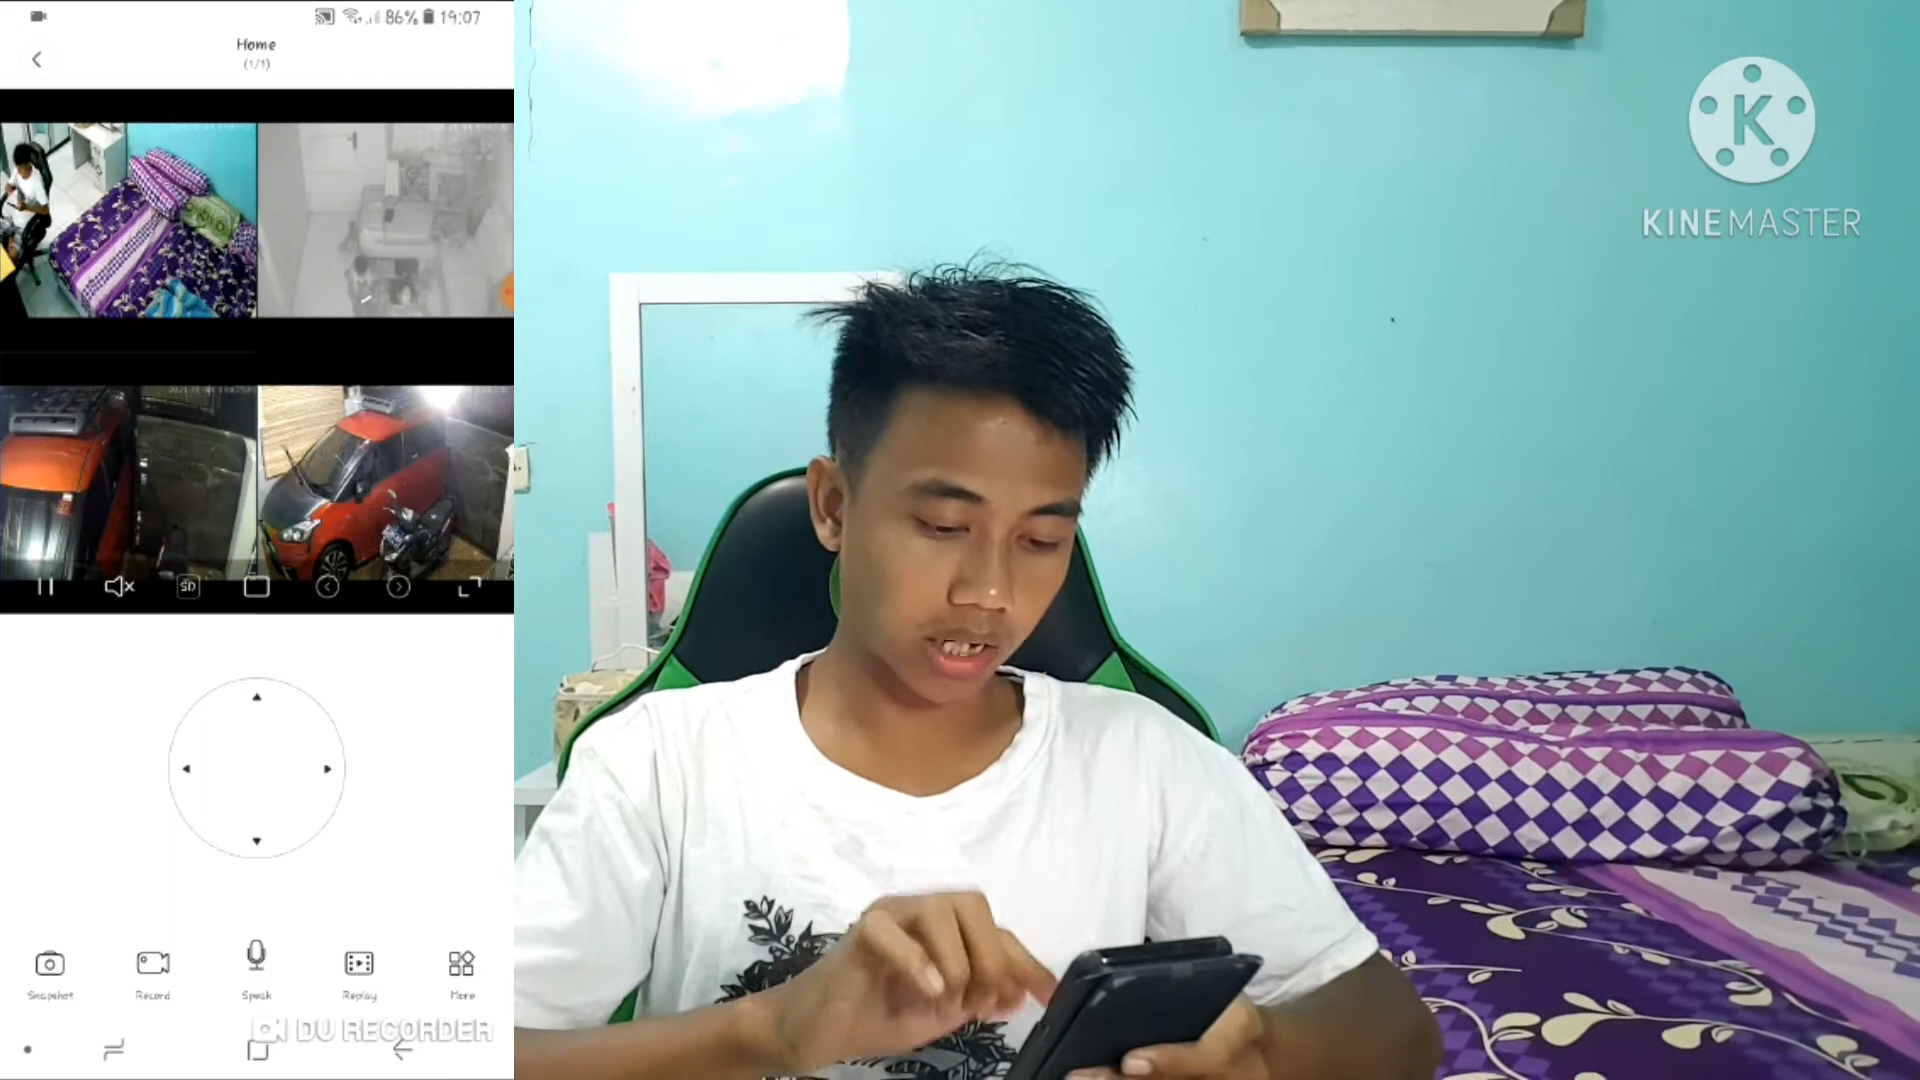 86% 19:07
Home
(1/1)
SD
Snapshot
Record
Speak
Replay
More
DU RECORDER
K
KINEMASTER